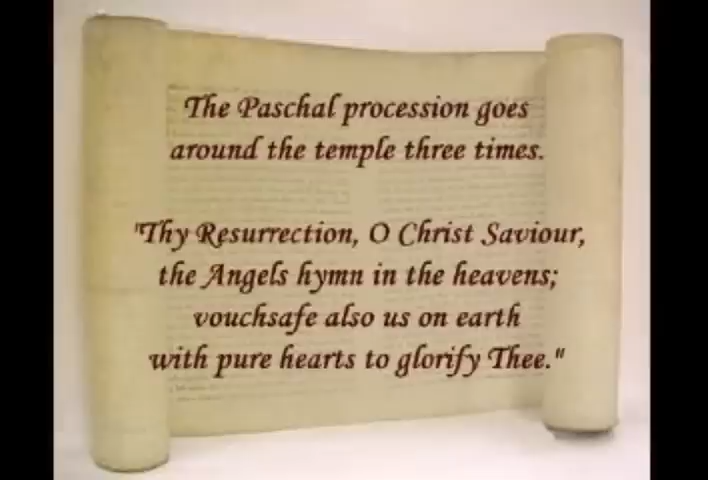 The Paschal procession goes
around the temple three times.
"Thy Resurrection, O Christ Saviour,
the Angels hymn in the heavens;
vouchsafe also us on earth
with pure hearts to glorify Thee."